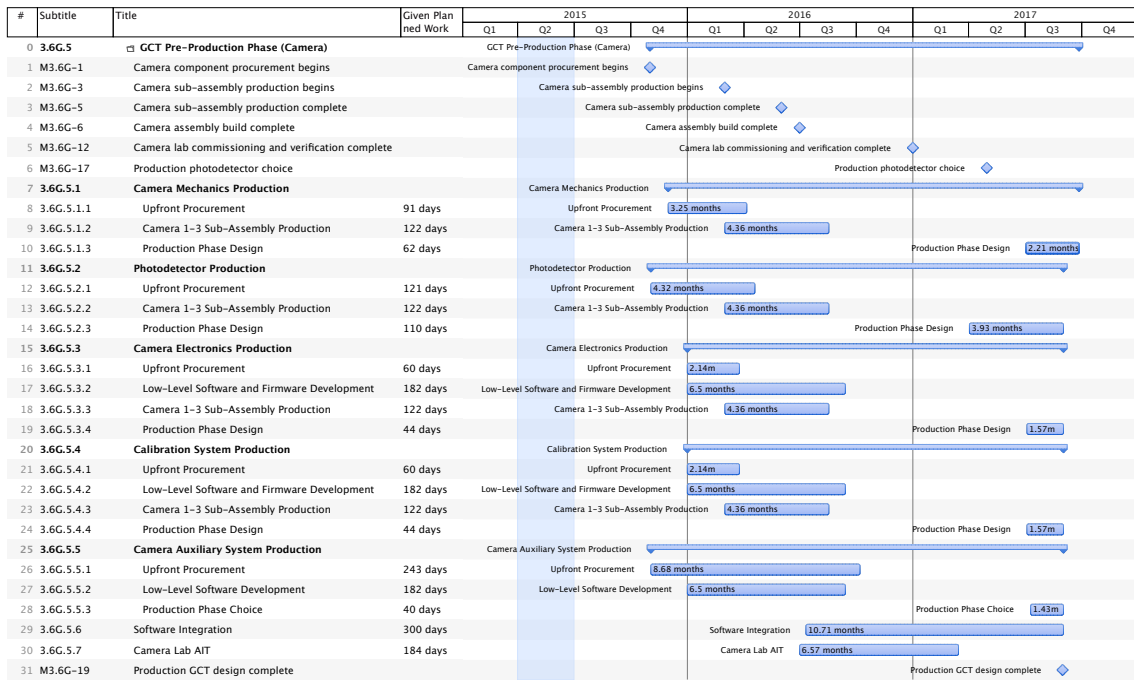 # Subtitle Title Given Plan 2015 2016 2017
ned Work Q1 Q2 Q3 Q4 Q1 Q2 Q3 Q4 Q1 Q2 Q3 Q4
0 3.6G.5 GCT Pre-Production Phase (Camera) GCT Pre-Production Phase (Camera)
1 M3.6G-1 Camera component procurement begins Camera component procurement begins
2 M3.6G-3 Camera sub-assembly production begins Camera sub-assembly production begins
3 M3.6G-5 Camera sub-assembly production complete Camera sub-assembly production complete
4 M3.6G-6 Camera assembly build complete Camera assembly build complete
5 M3.6G-12 Camera lab commissioning and verification complete Camera lab commissioning and verification complete
6 M3.6G-17 Production photodetector choice Production photodetector choice
7 3.6G.5.1 Camera Mechanics Production Camera Mechanics Production
8 3.6G.5.1.1 Upfront Procurement 91 days Upfront Procurement 3.25 months
9 3.6G.5.1.2 Camera 1-3 Sub-Assembly Production 122 days Camera 1-3 Sub-Assembly Production 4.36 months
10 3.6G.5.1.3 Production Phase Design 62 days Production Phase Design 2.21 months
11 3.6G.5.2 Photodetector Production Photodetector Production
12 3.6G.5.2.1 Upfront Procurement 121 days Upfront Procurement 4.32 months
13 3.6G.5.2.2 Camera 1-3 Sub-Assembly Production 122 days Camera 1-3 Sub-Assembly Production 4.36 months
14 3.6G.5.2.3 Production Phase Design 110 days Production Phase Design 3.93 months
15 3.6G.5.3 Camera Electronics Production Camera Electronics Production
16 3.6G.5.3.1 Upfront Procurement 60 days Upfront Procurement 2.14m
17 3.6G.5.3.2 Low-Level Software and Firmware Development 182 days Low-Level Software and Firmware Development 6.5 months
18 3.6G.5.3.3 Camera 1-3 Sub-Assembly Production 122 days Camera 1-3 Sub-Assembly Production 4.36 months
19 3.6G.5.3.4 Production Phase Design 44 days Production Phase Design 1.57m
20 3.6G.5.4 Calibration System Production Calibration System Production
21 3.6G.5.4.1 Upfront Procurement 60 days Upfront Procurement 2.14m
22 3.6G.5.4.2 Low-Level Software and Firmware Development 182 days Low-Level Software and Firmware Development 6.5 months
23 3.6G.5.4.3 Camera 1-3 Sub-Assembly Production 122 days Camera 1-3 Sub-Assembly Production 4.36 months
24 3.6G.5.4.4 Production Phase Design 44 days Production Phase Design 1.57m
25 3.6G.5.5 Camera Auxiliary System Production Camera Auxiliary System Production
26 3.6G.5.5.1 Upfront Procurement 243 days Upfront Procurement 8.68 months
27 3.6G.5.5.2 Low-Level Software Development 182 days Low-Level Software Development 6.5 months
28 3.6G.5.5.3 Production Phase Choice 40 days Production Phase Choice 1.43m
29 3.6G.5.6 Software Integration 300 days Software Integration 10.71 months
30 3.6G.5.7 Camera Lab AIT 184 days Camera Lab AIT 6.57 months
31 M3.6G-19 Production GCT design complete Production GCT design complete